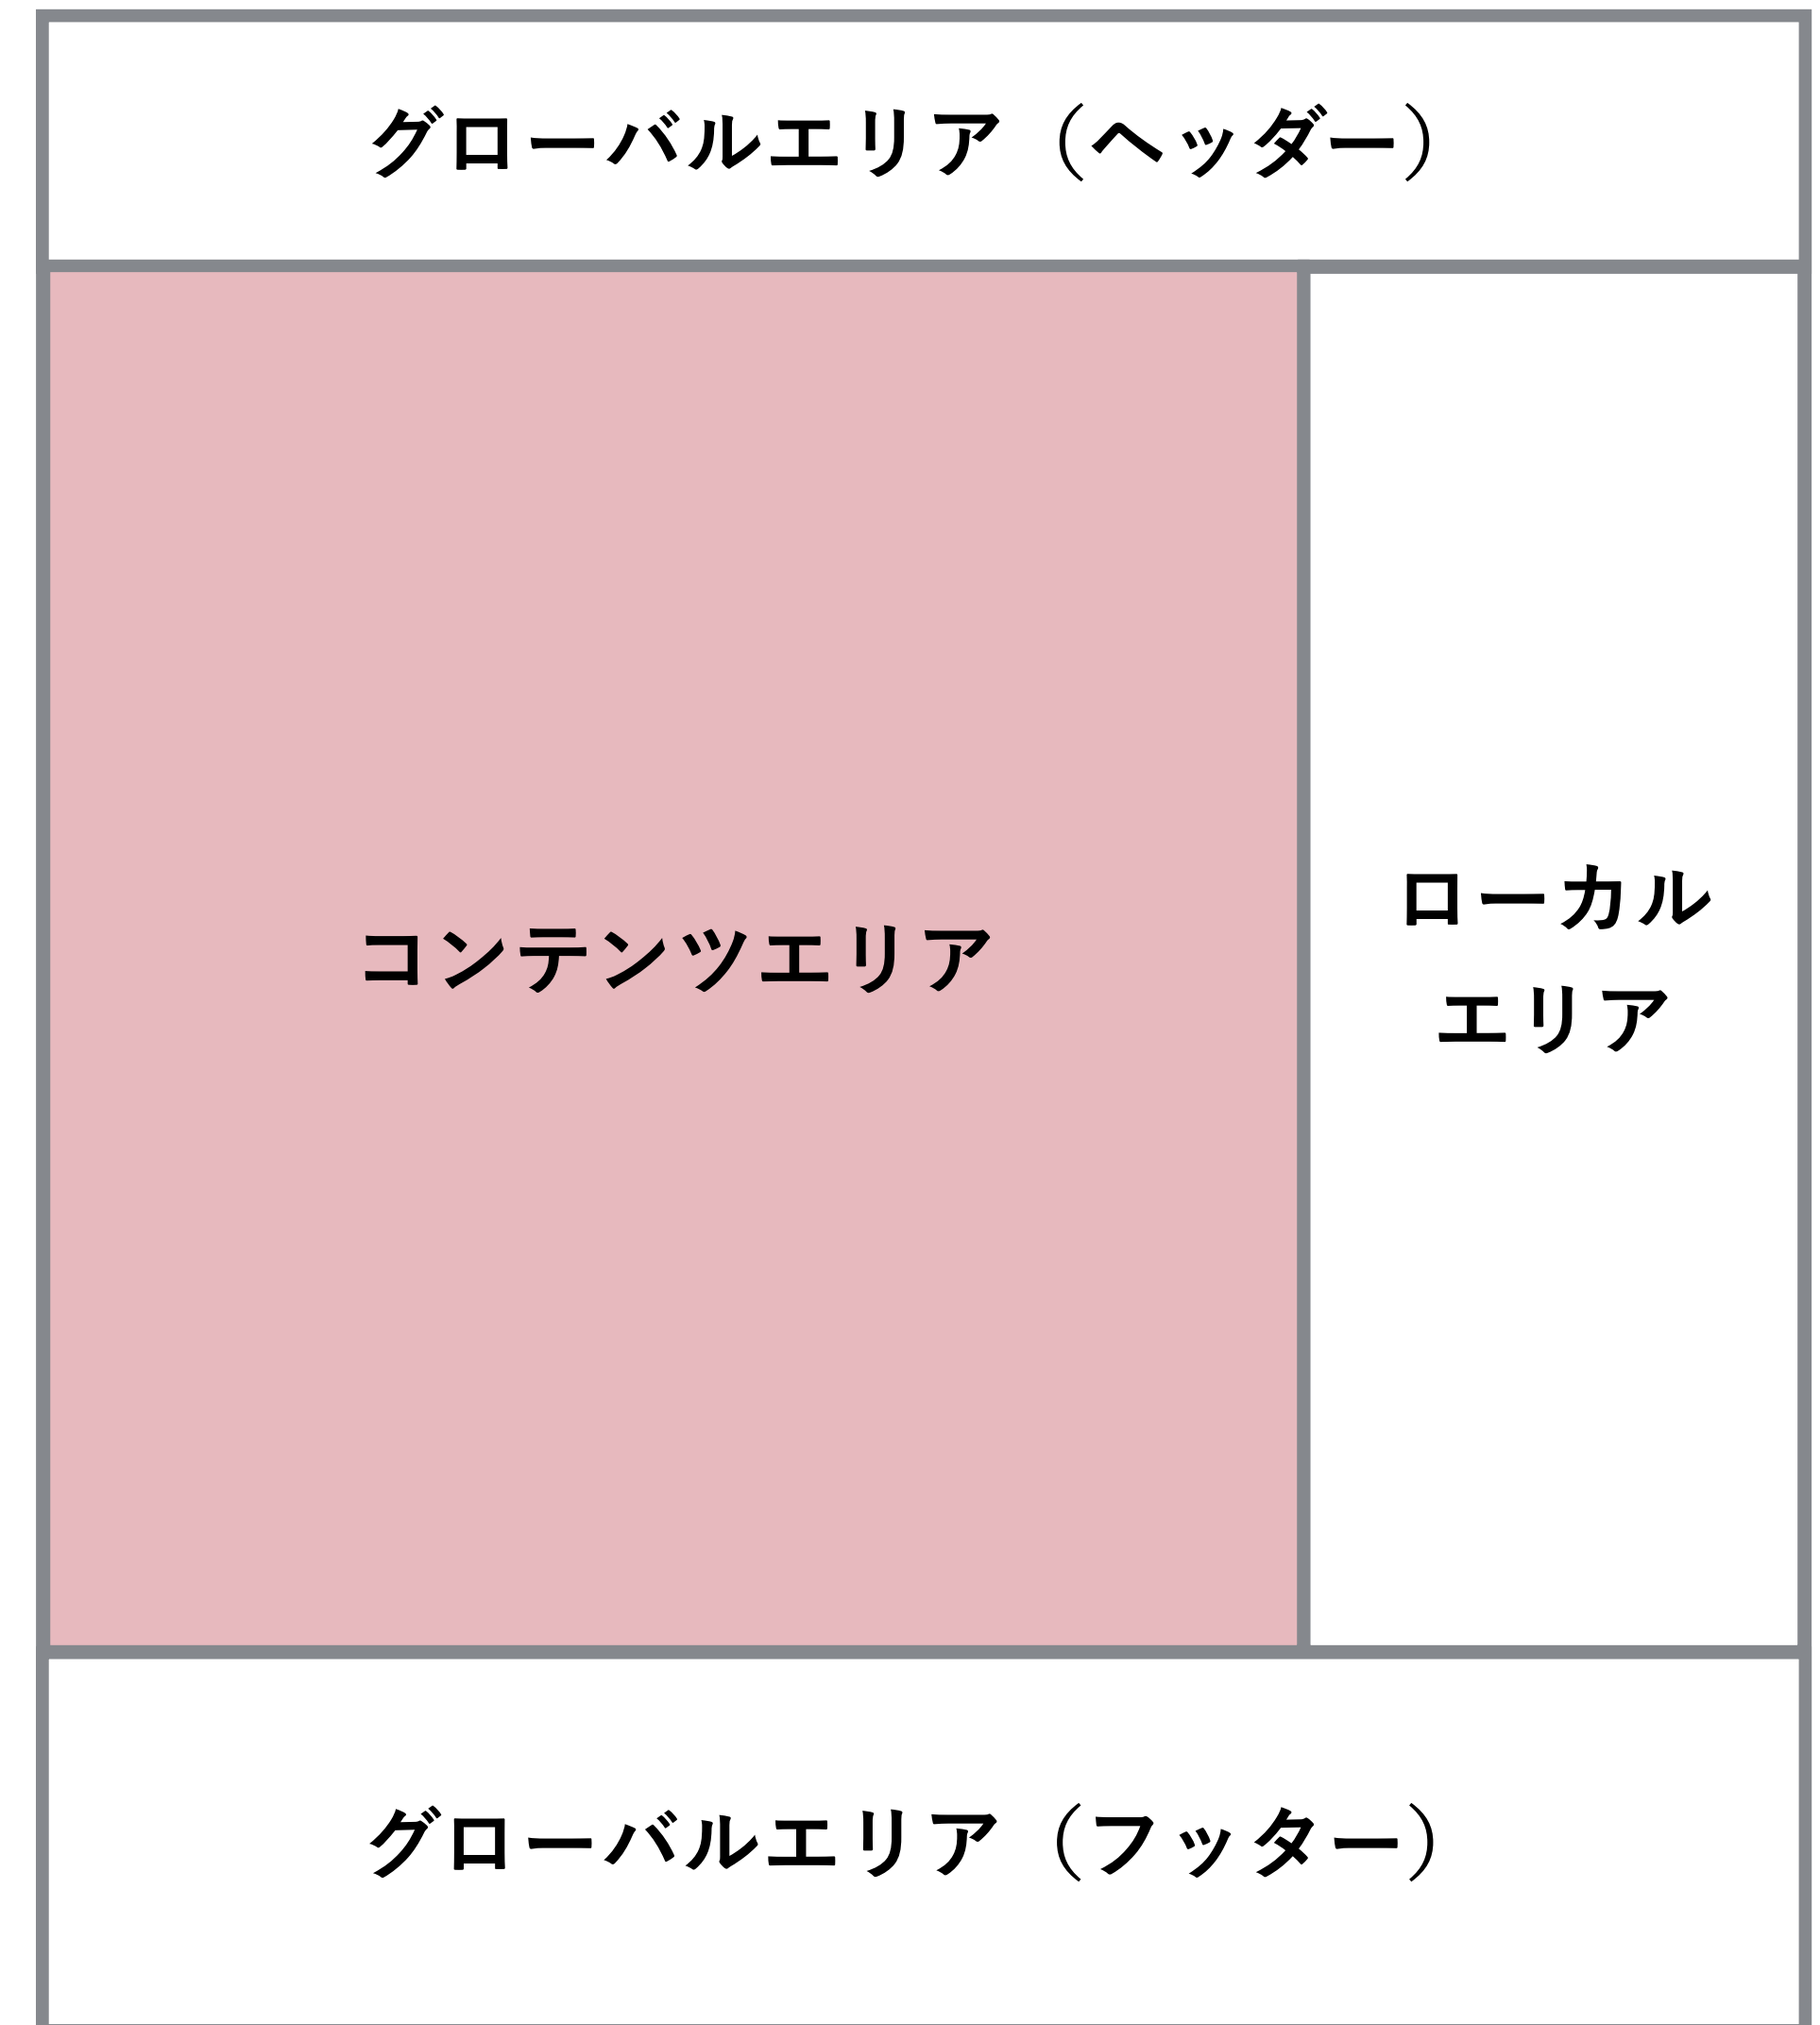 グローバルエリア（ヘッダー）
コンテンツエリア
ローカル
エリア
グローバルエリア（フッター）